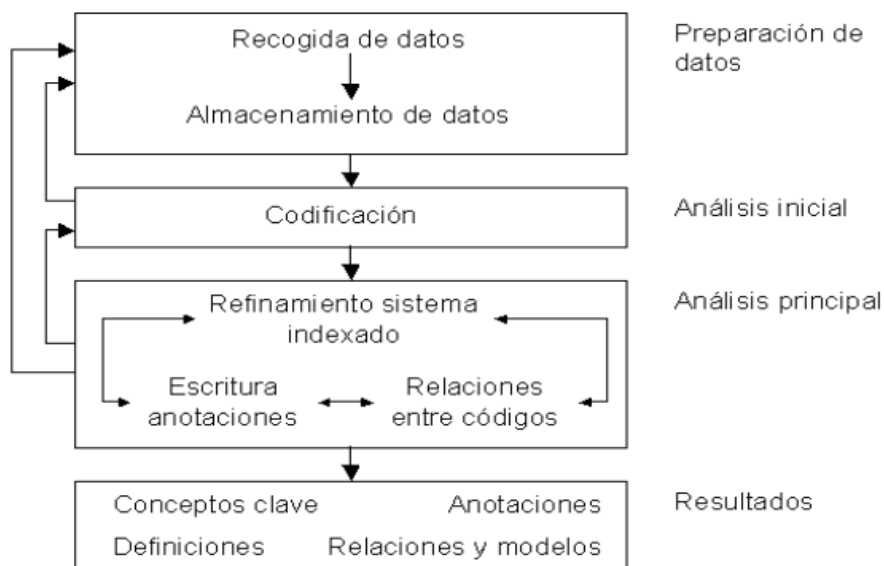 Recogida de datos
Preparación de
datos
Almacenamiento de datos
Codificación
Análisis inicial
Refinamiento sistema
indexado
Análisis principal
Escritura
anotaciones
Relaciones
entre códigos
Conceptos clave
Anotaciones
Resultados
Definiciones
Relaciones y modelos